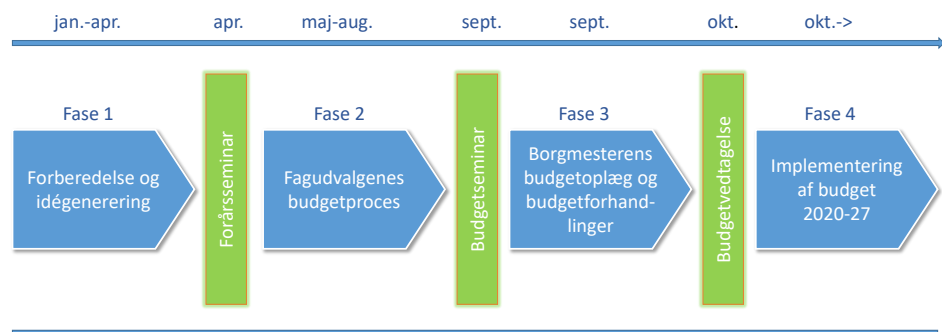 jan.-apr. apr. maj-aug. sept. sept. okt. okt.->
Fase 1
Forberedelse og
idégenerering
Forårsseminar
Fase 2
Fagudvalgenes
budgetproces
Budgetseminar
Fase 3
Borgmesterens
budgetoplæg og
budgetforhand-
linger
Budgetvedtagelse
Fase 4
Implementering
af budget
2020-27